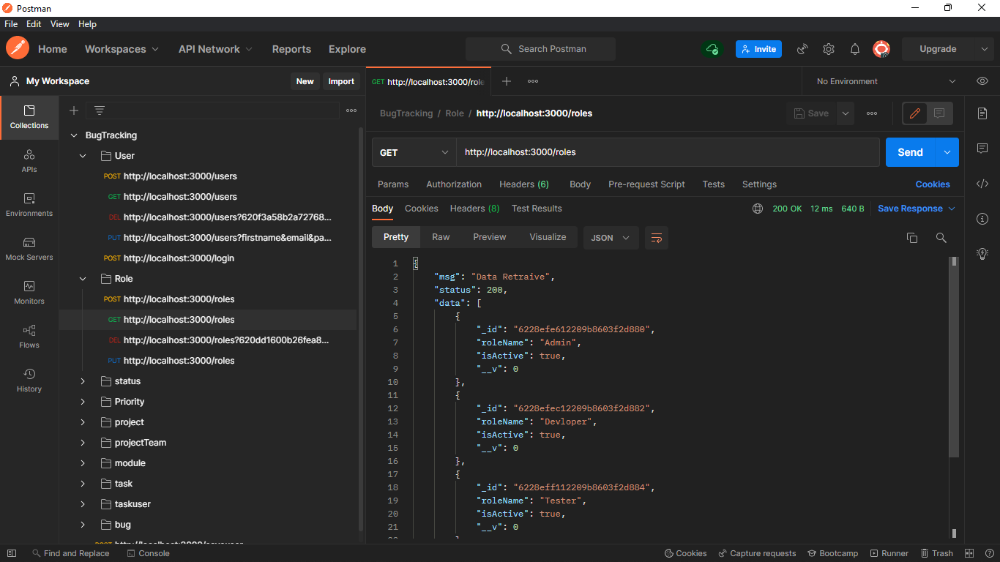 Postman
File Edit View Help
Home Workspaces API Network Reports Explore Search Postman Invite Upgrade
My Workspace New Import
GET http://localhost:3000/role
No Environment
Collections
APIs
Environments
Mock Servers
Monitors
Flows
History
BugTracking
User
POST http://localhost:3000/users
GET http://localhost:3000/users
DEL http://localhost:3000/users?620f3a58b2a72768...
PUT http://localhost:3000/users?firstname&email&pa...
POST http://localhost:3000/login
Role
POST http://localhost:3000/roles
GET http://localhost:3000/roles
DEL http://localhost:3000/roles?620dd1600b26fea8...
PUT http://localhost:3000/roles
status
Priority
project
projectTeam
module
task
taskuser
bug
BugTracking / Role / http://localhost:3000/roles
Save
GET http://localhost:3000/roles Send
Params Authorization Headers (6) Body Pre-request Script Tests Settings Cookies
Body Cookies Headers (8) Test Results 200 OK 12 ms 640 B Save Response
Pretty Raw Preview Visualize JSON
1 {
2 "msg": "Data Retraive",
3 "status": 200,
4 "data": [
5 {
6 "_id": "6228efe612209b8603f2d880",
7 "roleName": "Admin",
8 "isActive": true,
9 "__v": 0
10 },
11 {
12 "_id": "6228efec12209b8603f2d882",
13 "roleName": "Devloper",
14 "isActive": true,
15 "__v": 0
16 },
17 {
18 "_id": "6228eff112209b8603f2d884",
19 "roleName": "Tester",
20 "isActive": true,
21 "__v": 0
Find and Replace Console Cookies Capture requests Bootcamp Runner Trash